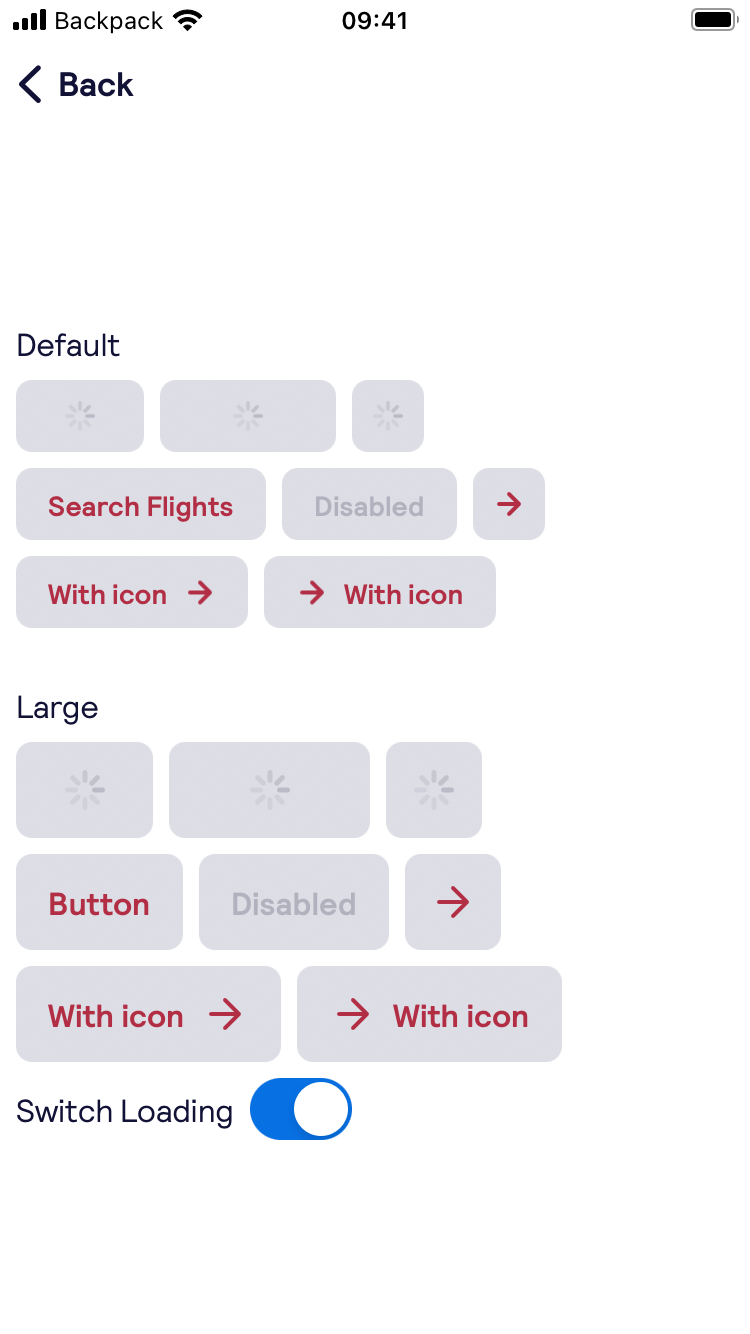 Backpack 09:41
Back
Default
Search Flights Disabled
With icon With icon
Large
Button Disabled
With icon With icon
Switch Loading